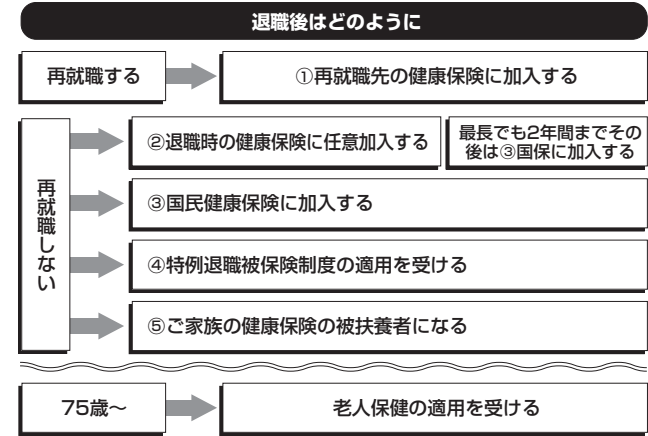 退職後はどのように
再就職する
①再就職先の健康保険に加入する
再就職しない
②退職時の健康保険に任意加入する
最長でも2年間までその
後は③国保に加入する
③国民健康保険に加入する
④特例退職被保険制度の適用を受ける
⑤ご家族の健康保険の被扶養者になる
75歳～
老人保健の適用を受ける